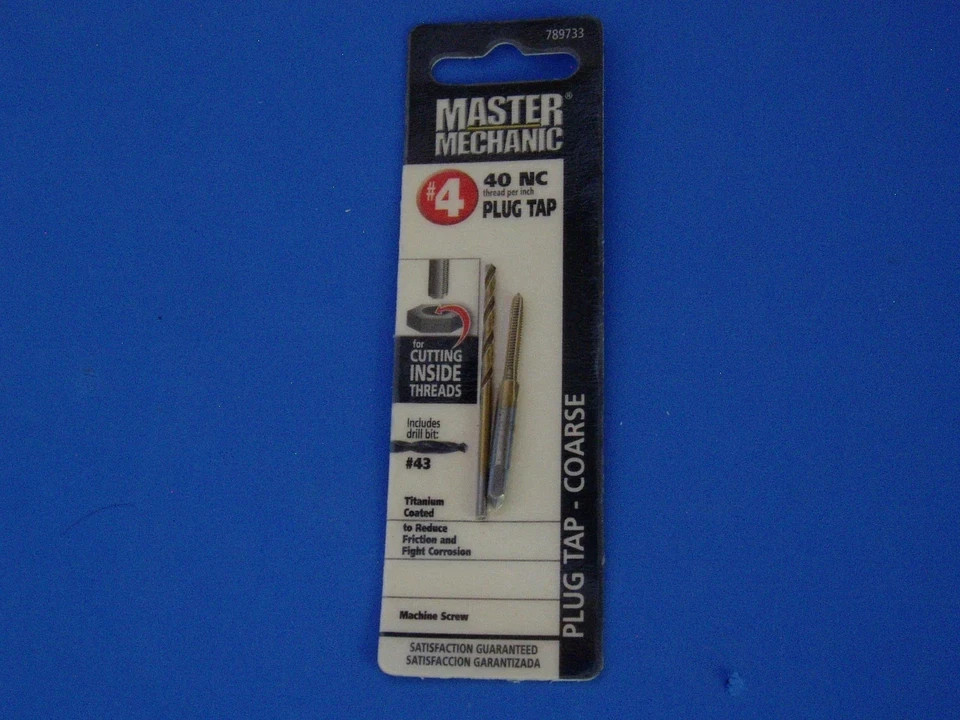 789733
MASTER®
MECHANIC
#4
40 NC
thread per inch
PLUG TAP
for
CUTTING
INSIDE
THREADS
Includes
drill bit:
#43
Titanium
Coated
to Reduce
Friction and
Fight Corrosion
Machine Screw
SATISFACTION GUARANTEED
SATISFACCION GARANTIZADA
PLUG TAP - COARSE